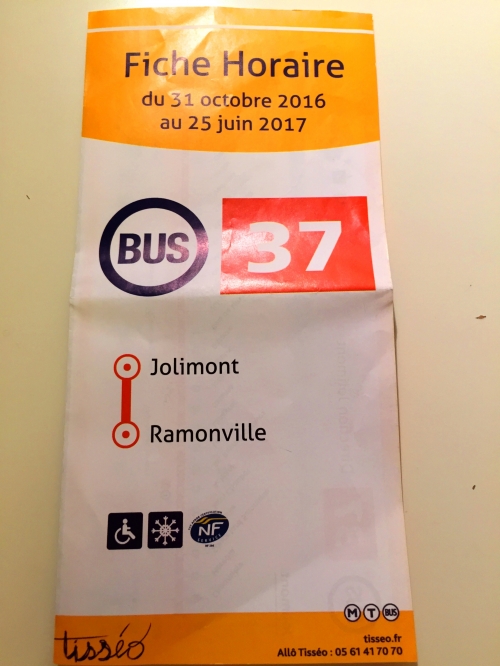 Fiche Horaire
du 31 octobre 2016
au 25 juin 2017
BUS 37
Jolimont
Ramonville
NF
SERVICE
M T BUS
tisséo
tisseo.fr
Allô Tisséo : 05 61 41 70 70